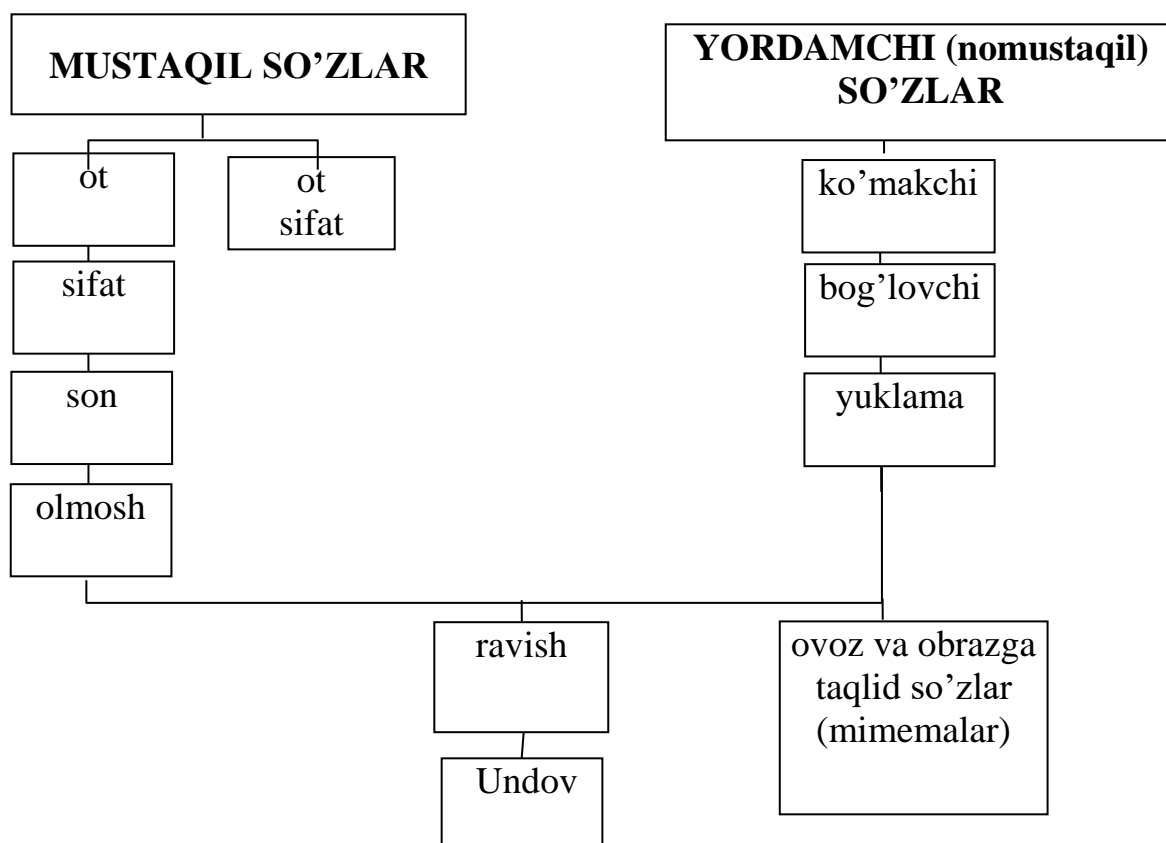 MUSTAQIL SO’ZLAR
YORDAMCHI (nomustaqil)
SO’ZLAR
ot
ot
sifat
ko’makchi
sifat
bog’lovchi
son
yuklama
olmosh
ravish
ovoz va obrazga
taqlid so’zlar
(mimemalar)
Undov